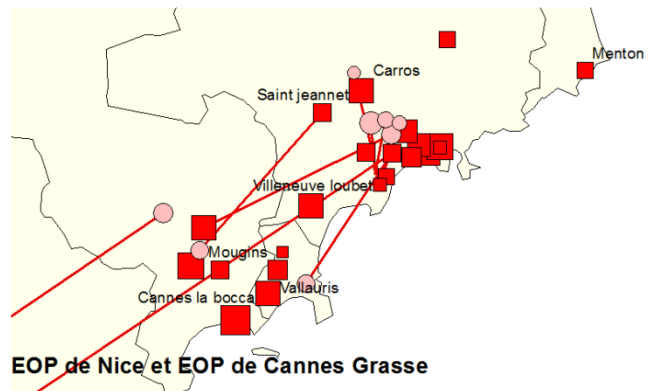 Menton
Carros
Saint jeannet
Villeneuve loubet
Mougins
Cannes la bocca
Vallauris
EOP de Nice et EOP de Cannes Grasse